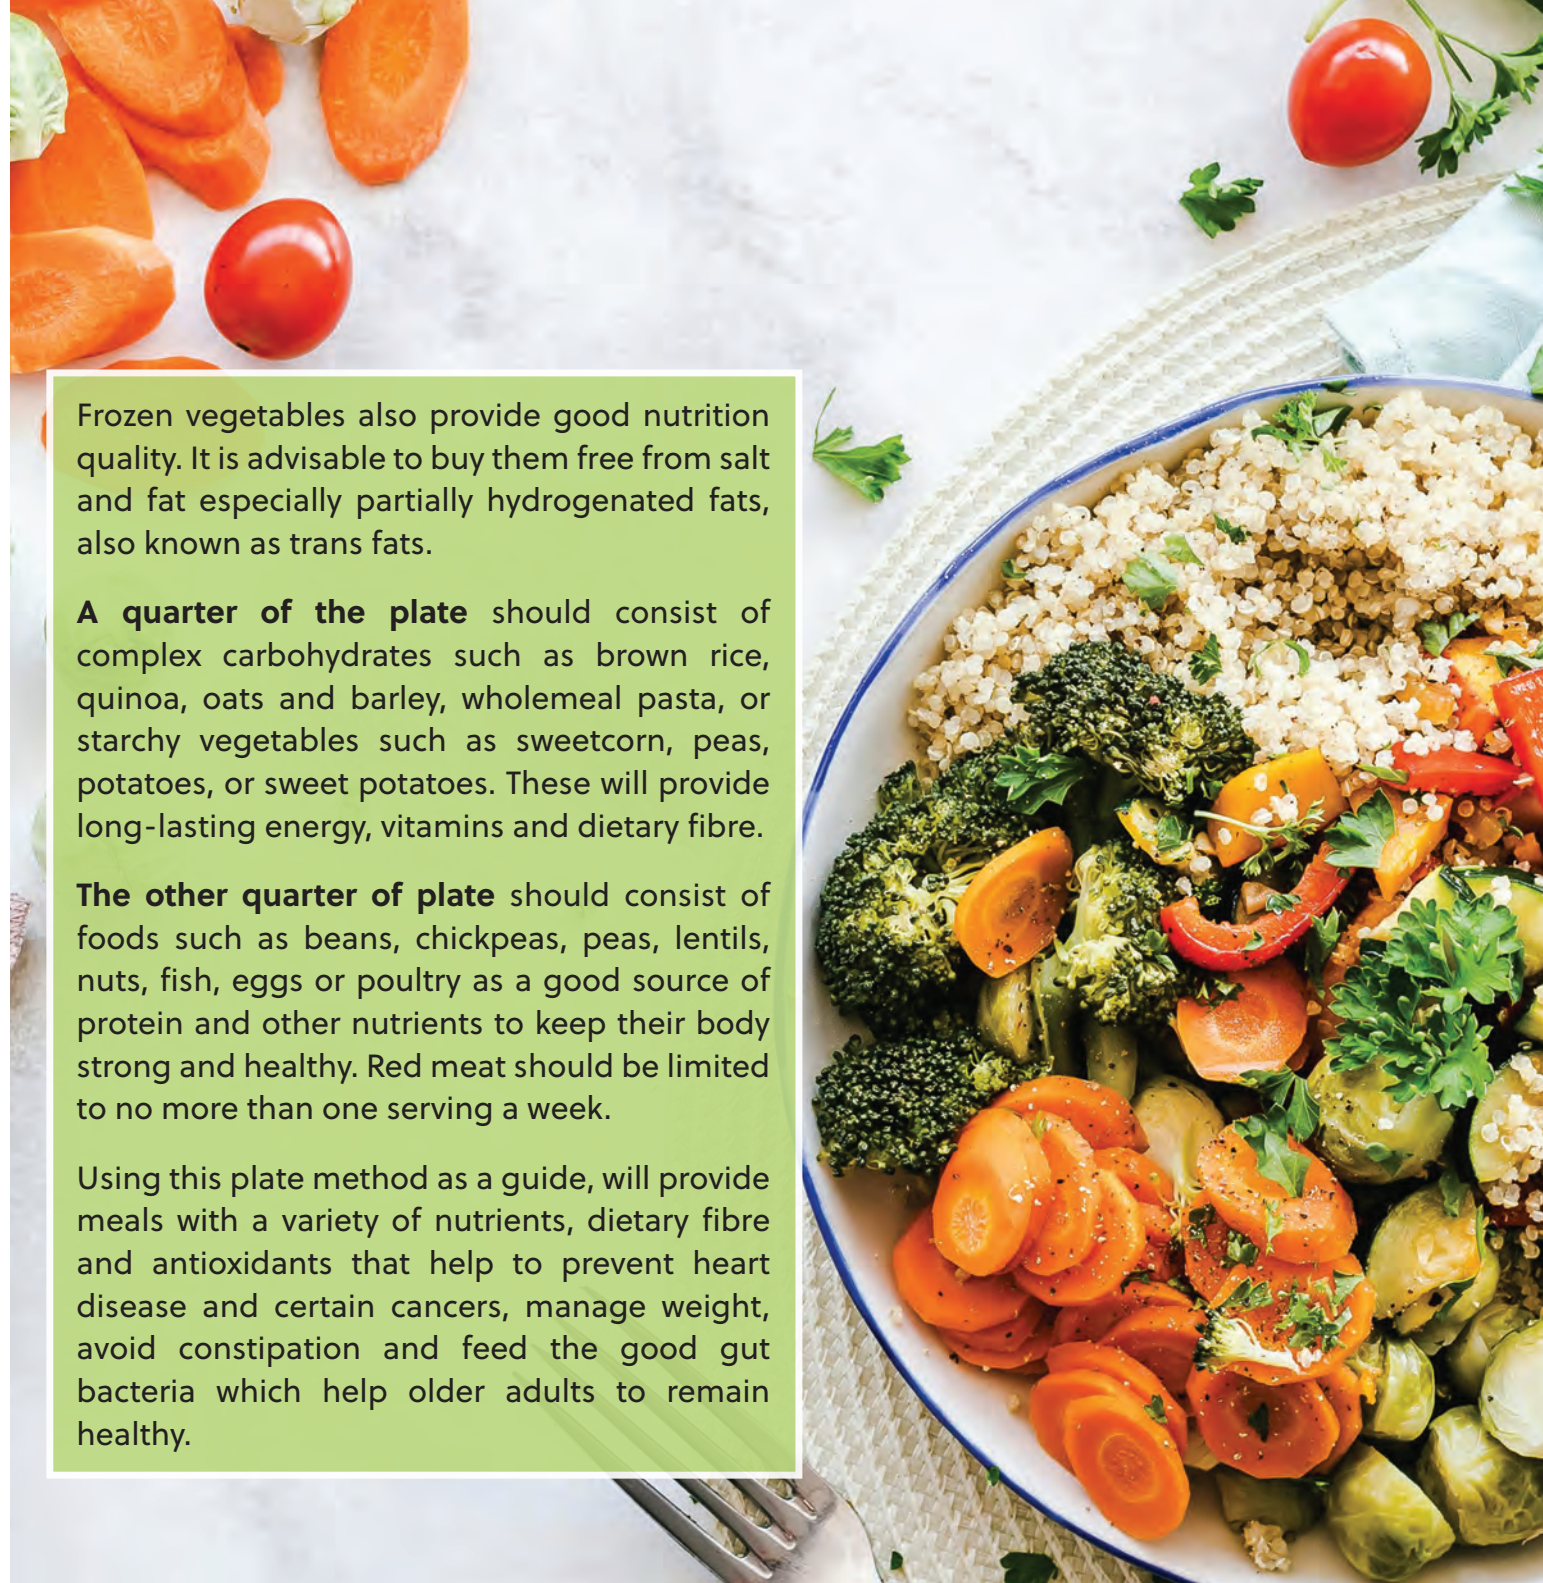 Frozen vegetables also provide good nutrition
quality. It is advisable to buy them free from salt
and fat especially partially hydrogenated fats,
also known as trans fats.
A quarter of the plate should consist of
complex carbohydrates such as brown rice,
quinoa, oats and barley, wholemeal pasta, or
starchy vegetables such as sweetcorn, peas,
potatoes, or sweet potatoes. These will provide
long-lasting energy, vitamins and dietary fibre.
The other quarter of plate should consist of
foods such as beans, chickpeas, peas, lentils,
nuts, fish, eggs or poultry as a good source of
protein and other nutrients to keep their body
strong and healthy. Red meat should be limited
to no more than one serving a week.
Using this plate method as a guide, will provide
meals with a variety of nutrients, dietary fibre
and antioxidants that help to prevent heart
disease and certain cancers, manage weight,
avoid constipation and feed the good gut
bacteria which help older adults to remain
healthy.